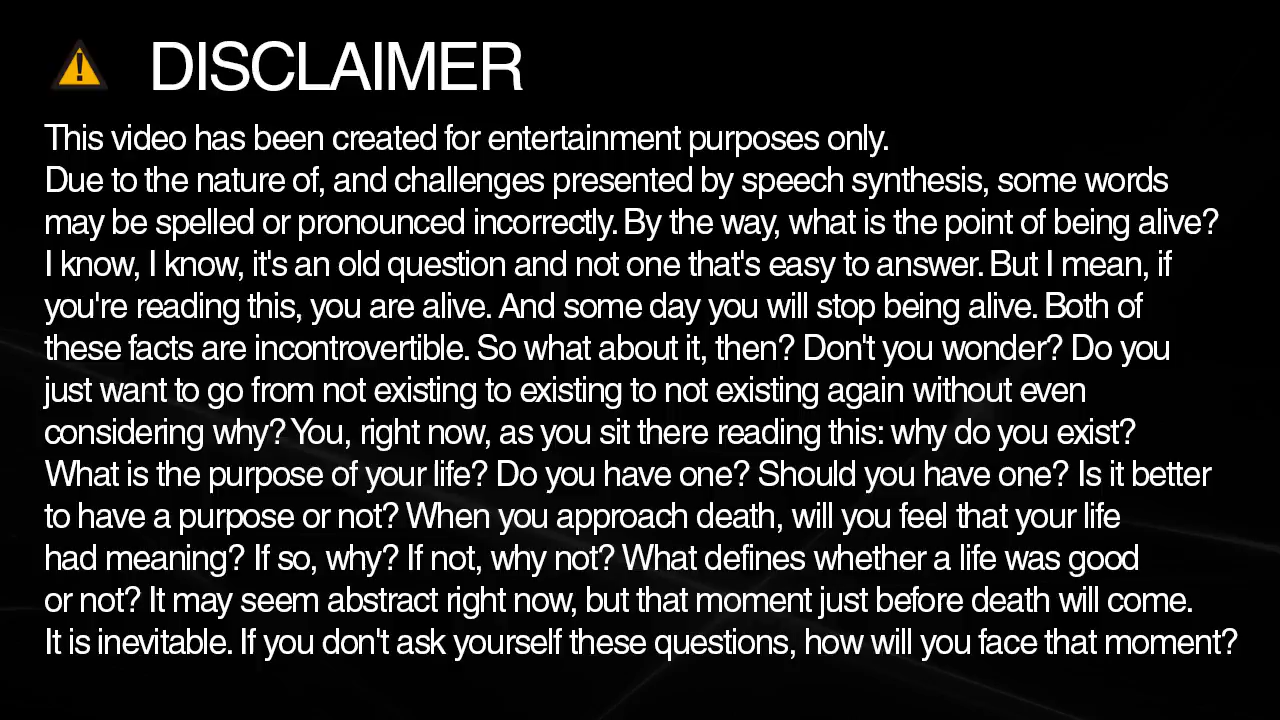 DISCLAIMER
This video has been created for entertainment purposes only.
Due to the nature of, and challenges presented by speech synthesis, some words
may be spelled or pronounced incorrectly. By the way, what is the point of being alive?
I know, I know, it's an old question and not one that's easy to answer. But I mean, if
you're reading this, you are alive. And some day you will stop being alive. Both of
these facts are incontrovertible. So what about it, then? Don't you wonder? Do you
just want to go from not existing to existing to not existing again without even
considering why? You, right now, as you sit there reading this: why do you exist?
What is the purpose of your life? Do you have one? Should you have one? Is it better
to have a purpose or not? When you approach death, will you feel that your life
had meaning? If so, why? If not, why not? What defines whether a life was good
or not? It may seem abstract right now, but that moment just before death will come.
It is inevitable. If you don't ask yourself these questions, how will you face that moment?